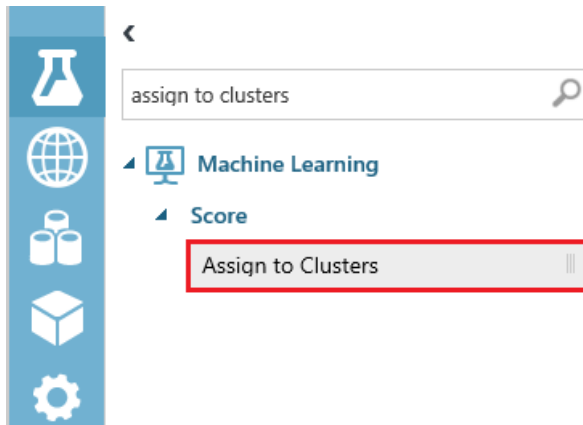 assign to clusters
Machine Learning
Score
Assign to Clusters